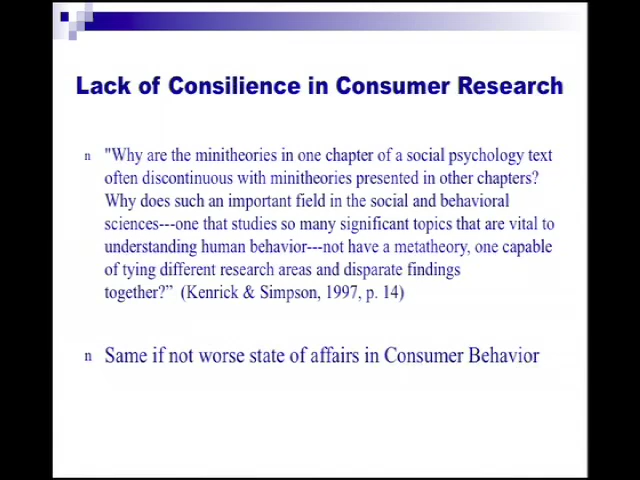 Lack of Consilience in Consumer Research
n "Why are the minitheories in one chapter of a social psychology text
often discontinuous with minitheories presented in other chapters?
Why does such an important field in the social and behavioral
sciences---one that studies so many significant topics that are vital to
understanding human behavior---not have a metatheory, one capable
of tying different research areas and disparate findings
together?” (Kenrick & Simpson, 1997, p. 14)
n Same if not worse state of affairs in Consumer Behavior